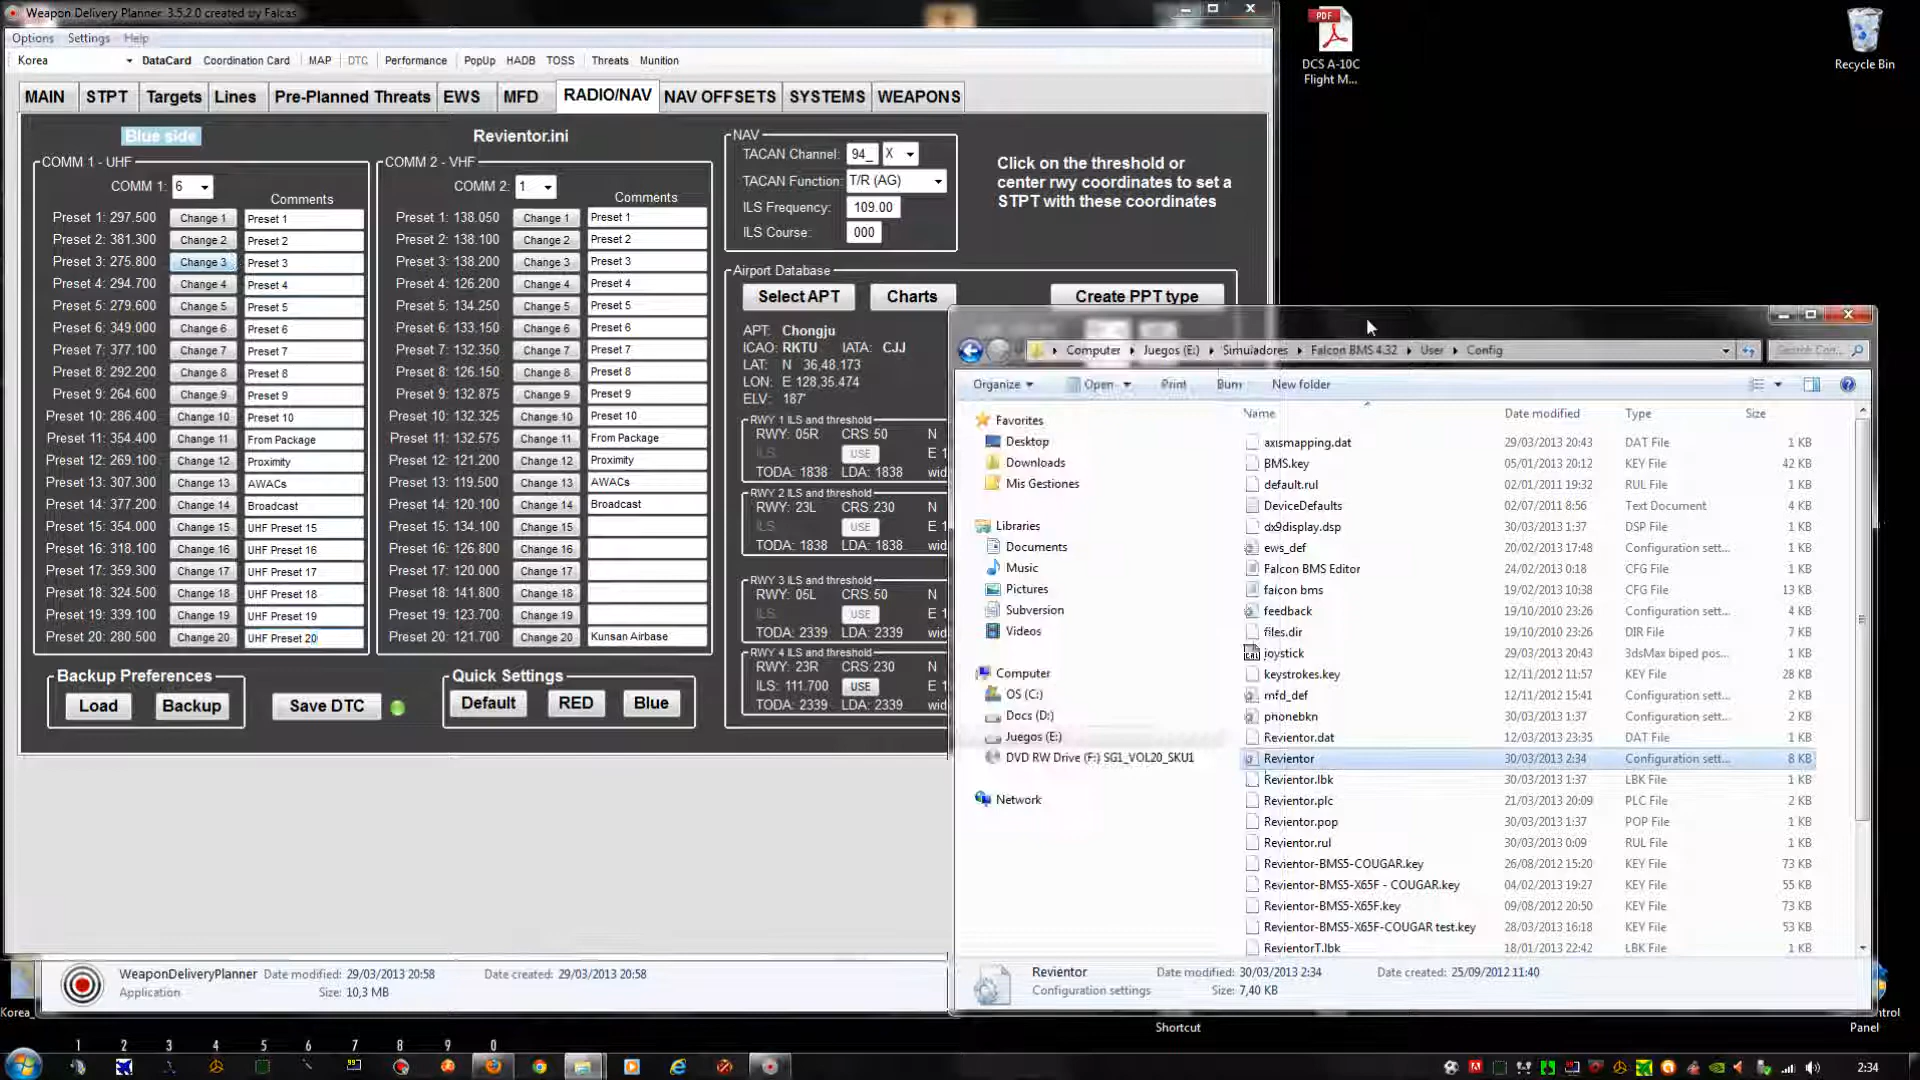 Weapon Delivery Planner 3.5.2.0 created by Falcas
Options Settings Help
Korea DataCard Coordination Card MAP DTC Performance PopUp HADB TOSS Threats Munition
MAIN STPT Targets Lines Pre-Planned Threats EWS MFD RADIO/NAV NAV OFFSETS SYSTEMS WEAPONS
Blue side
Revientor.ini
COMM 1 - UHF
COMM 1: 6
Comments
Preset 1: 297.500 Change 1 Preset 1
Preset 2: 381.300 Change 2 Preset 2
Preset 3: 275.800 Change 3 Preset 3
Preset 4: 294.700 Change 4 Preset 4
Preset 5: 279.600 Change 5 Preset 5
Preset 6: 349.000 Change 6 Preset 6
Preset 7: 377.100 Change 7 Preset 7
Preset 8: 292.200 Change 8 Preset 8
Preset 9: 264.600 Change 9 Preset 9
Preset 10: 286.400 Change 10 Preset 10
Preset 11: 354.400 Change 11 From Package
Preset 12: 269.100 Change 12 Proximity
Preset 13: 307.300 Change 13 AWACs
Preset 14: 377.200 Change 14 Broadcast
Preset 15: 354.000 Change 15 UHF Preset 15
Preset 16: 318.100 Change 16 UHF Preset 16
Preset 17: 359.300 Change 17 UHF Preset 17
Preset 18: 324.500 Change 18 UHF Preset 18
Preset 19: 339.100 Change 19 UHF Preset 19
Preset 20: 280.500 Change 20 UHF Preset 20
COMM 2 - VHF
COMM 2: 1
Comments
Preset 1: 138.050 Change 1 Preset 1
Preset 2: 138.100 Change 2 Preset 2
Preset 3: 138.200 Change 3 Preset 3
Preset 4: 126.200 Change 4 Preset 4
Preset 5: 134.250 Change 5 Preset 5
Preset 6: 133.150 Change 6 Preset 6
Preset 7: 132.350 Change 7 Preset 7
Preset 8: 126.150 Change 8 Preset 8
Preset 9: 132.875 Change 9 Preset 9
Preset 10: 132.325 Change 10 Preset 10
Preset 11: 132.575 Change 11 From Package
Preset 12: 121.200 Change 12 Proximity
Preset 13: 119.500 Change 13 AWACs
Preset 14: 120.100 Change 14 Broadcast
Preset 15: 134.100 Change 15
Preset 16: 126.800 Change 16
Preset 17: 120.000 Change 17
Preset 18: 141.800 Change 18
Preset 19: 123.700 Change 19
Preset 20: 121.700 Change 20 Kunsan Airbase
Backup Preferences
Load Backup
Save DTC
Quick Settings
Default RED Blue
NAV
TACAN Channel: 94_ X
TACAN Function: T/R (AG)
ILS Frequency: 109.00
ILS Course: 000
Click on the threshold or
center rwy coordinates to set a
STPT with these coordinates
Airport Database
Select APT Charts Create PPT type
APT: Chongju
ICAO: RKTU IATA: CJJ
LAT: N 36,48.173
LON: E 128,35.474
ELV: 187'
RWY 1 ILS and threshold
RWY: 05R CRS: 50 N
ILS: USE E 1
TODA: 1838 LDA: 1838 wid
RWY 2 ILS and threshold
RWY: 23L CRS: 230 N
ILS: USE E 1
TODA: 1838 LDA: 1838 wid
RWY 3 ILS and threshold
RWY: 05L CRS: 50 N
ILS: USE E 1
TODA: 2339 LDA: 2339 wid
RWY 4 ILS and threshold
RWY: 23R CRS: 230 N
ILS: 111.700 USE E 1
TODA: 2339 LDA: 2339 wid
PDF
DCS A-10C
Flight M...
Recycle Bin
Computer Juegos (E:) Simuladores Falcon BMS 4.32 User Config
Search Con...
Organize Open Print Burn New folder
Favorites
Desktop
Downloads
Mis Gestiones
Libraries
Documents
Music
Pictures
Subversion
Videos
Computer
OS (C:)
Docs (D:)
Juegos (E:)
DVD RW Drive (F:) SG1_VOL20_SKU1
Network
Name Date modified Type Size
axismapping.dat 29/03/2013 20:43 DAT File 1 KB
BMS.key 05/01/2013 20:12 KEY File 42 KB
default.rul 02/01/2011 19:32 RUL File 1 KB
DeviceDefaults 02/07/2011 8:56 Text Document 4 KB
dx9display.dsp 30/03/2013 1:37 DSP File 1 KB
ews_def 20/02/2013 17:48 Configuration sett... 2 KB
Falcon BMS Editor 24/02/2013 0:18 CFG File 1 KB
falcon bms 19/02/2013 10:38 CFG File 13 KB
feedback 19/10/2010 23:26 Configuration sett... 4 KB
files.dir 19/10/2010 23:26 DIR File 7 KB
joystick 29/03/2013 20:43 3dsMax biped pos... 1 KB
keystrokes.key 12/11/2012 11:57 KEY File 28 KB
mfd_def 12/11/2012 15:41 Configuration sett... 2 KB
phonebkn 30/03/2013 1:37 Configuration sett... 2 KB
Revientor.dat 12/03/2013 23:35 DAT File 1 KB
Revientor 30/03/2013 2:34 Configuration sett... 8 KB
Revientor.lbk 30/03/2013 1:37 LBK File 1 KB
Revientor.plc 21/03/2013 20:09 PLC File 2 KB
Revientor.pop 30/03/2013 1:37 POP File 1 KB
Revientor.rul 30/03/2013 0:09 RUL File 1 KB
Revientor-BMS5-COUGAR.key 26/08/2012 15:20 KEY File 73 KB
Revientor-BMS5-X65F - COUGAR.key 04/02/2013 19:27 KEY File 55 KB
Revientor-BMS5-X65F.key 09/08/2012 20:50 KEY File 73 KB
Revientor-BMS5-X65F-COUGAR test.key 28/03/2013 16:18 KEY File 53 KB
RevientorT.lbk 18/01/2013 22:42 LBK File 1 KB
Revientor Date modified: 30/03/2013 2:34 Date created: 25/09/2012 11:40
Configuration settings Size: 7,40 KB
WeaponDeliveryPlanner Date modified: 29/03/2013 20:58 Date created: 29/03/2013 20:58
Application Size: 10,3 MB
Korea_
Shortcut
ntrol
Panel
1 2 3 4 5 6 7 8 9 0
2:34